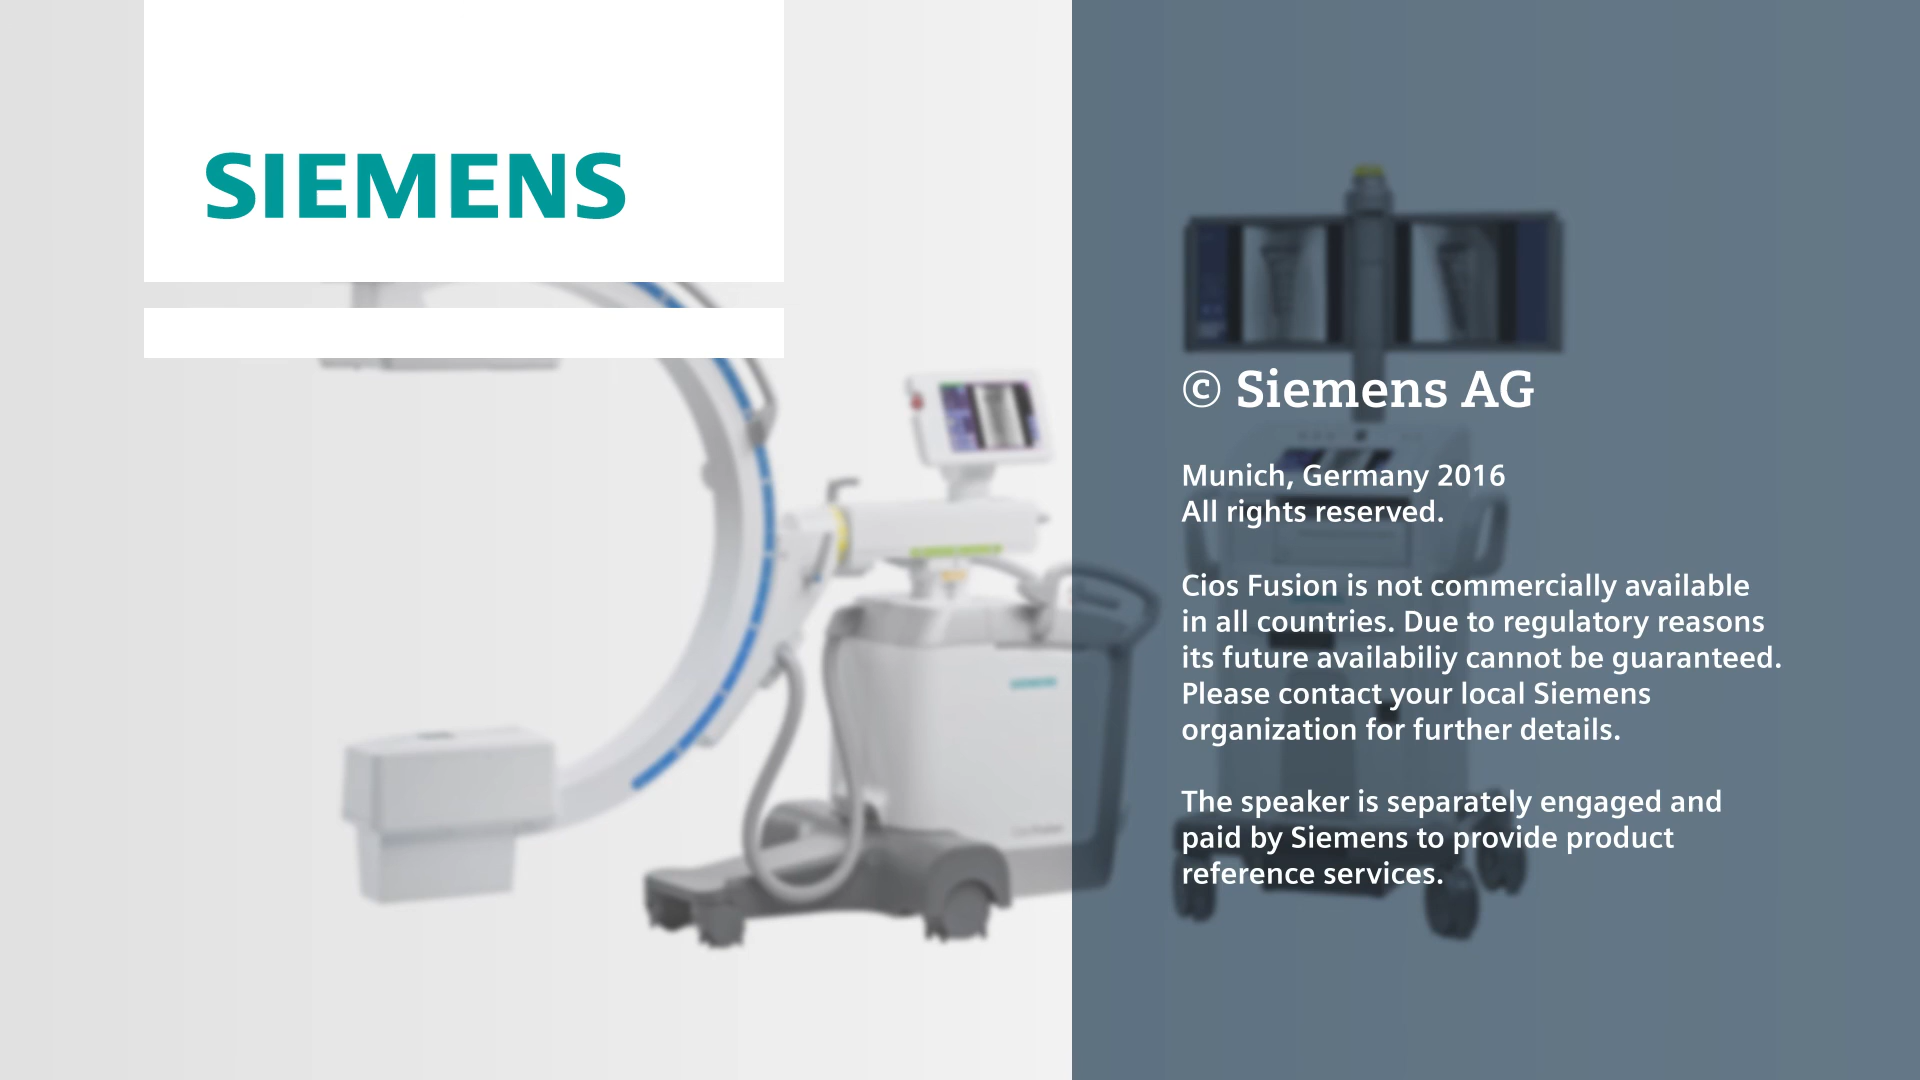 SIEMENS
© Siemens AG
Munich, Germany 2016
All rights reserved.
Cios Fusion is not commercially available
in all countries. Due to regulatory reasons
its future availabiliy cannot be guaranteed.
Please contact your local Siemens
organization for further details.
The speaker is separately engaged and
paid by Siemens to provide product
reference services.
SIEMENS